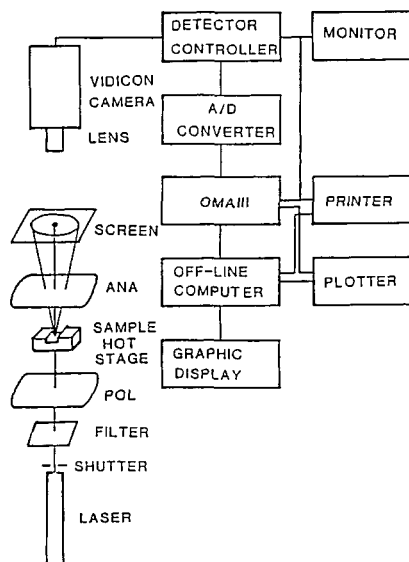 DETECTOR
CONTROLLER
MONITOR
VIDICON
CAMERA
A/D
CONVERTER
LENS
OMAIII
PRINTER
SCREEN
OFF-LINE
COMPUTER
PLOTTER
ANA
SAMPLE
HOT
STAGE
GRAPHIC
DISPLAY
POL
FILTER
SHUTTER
LASER